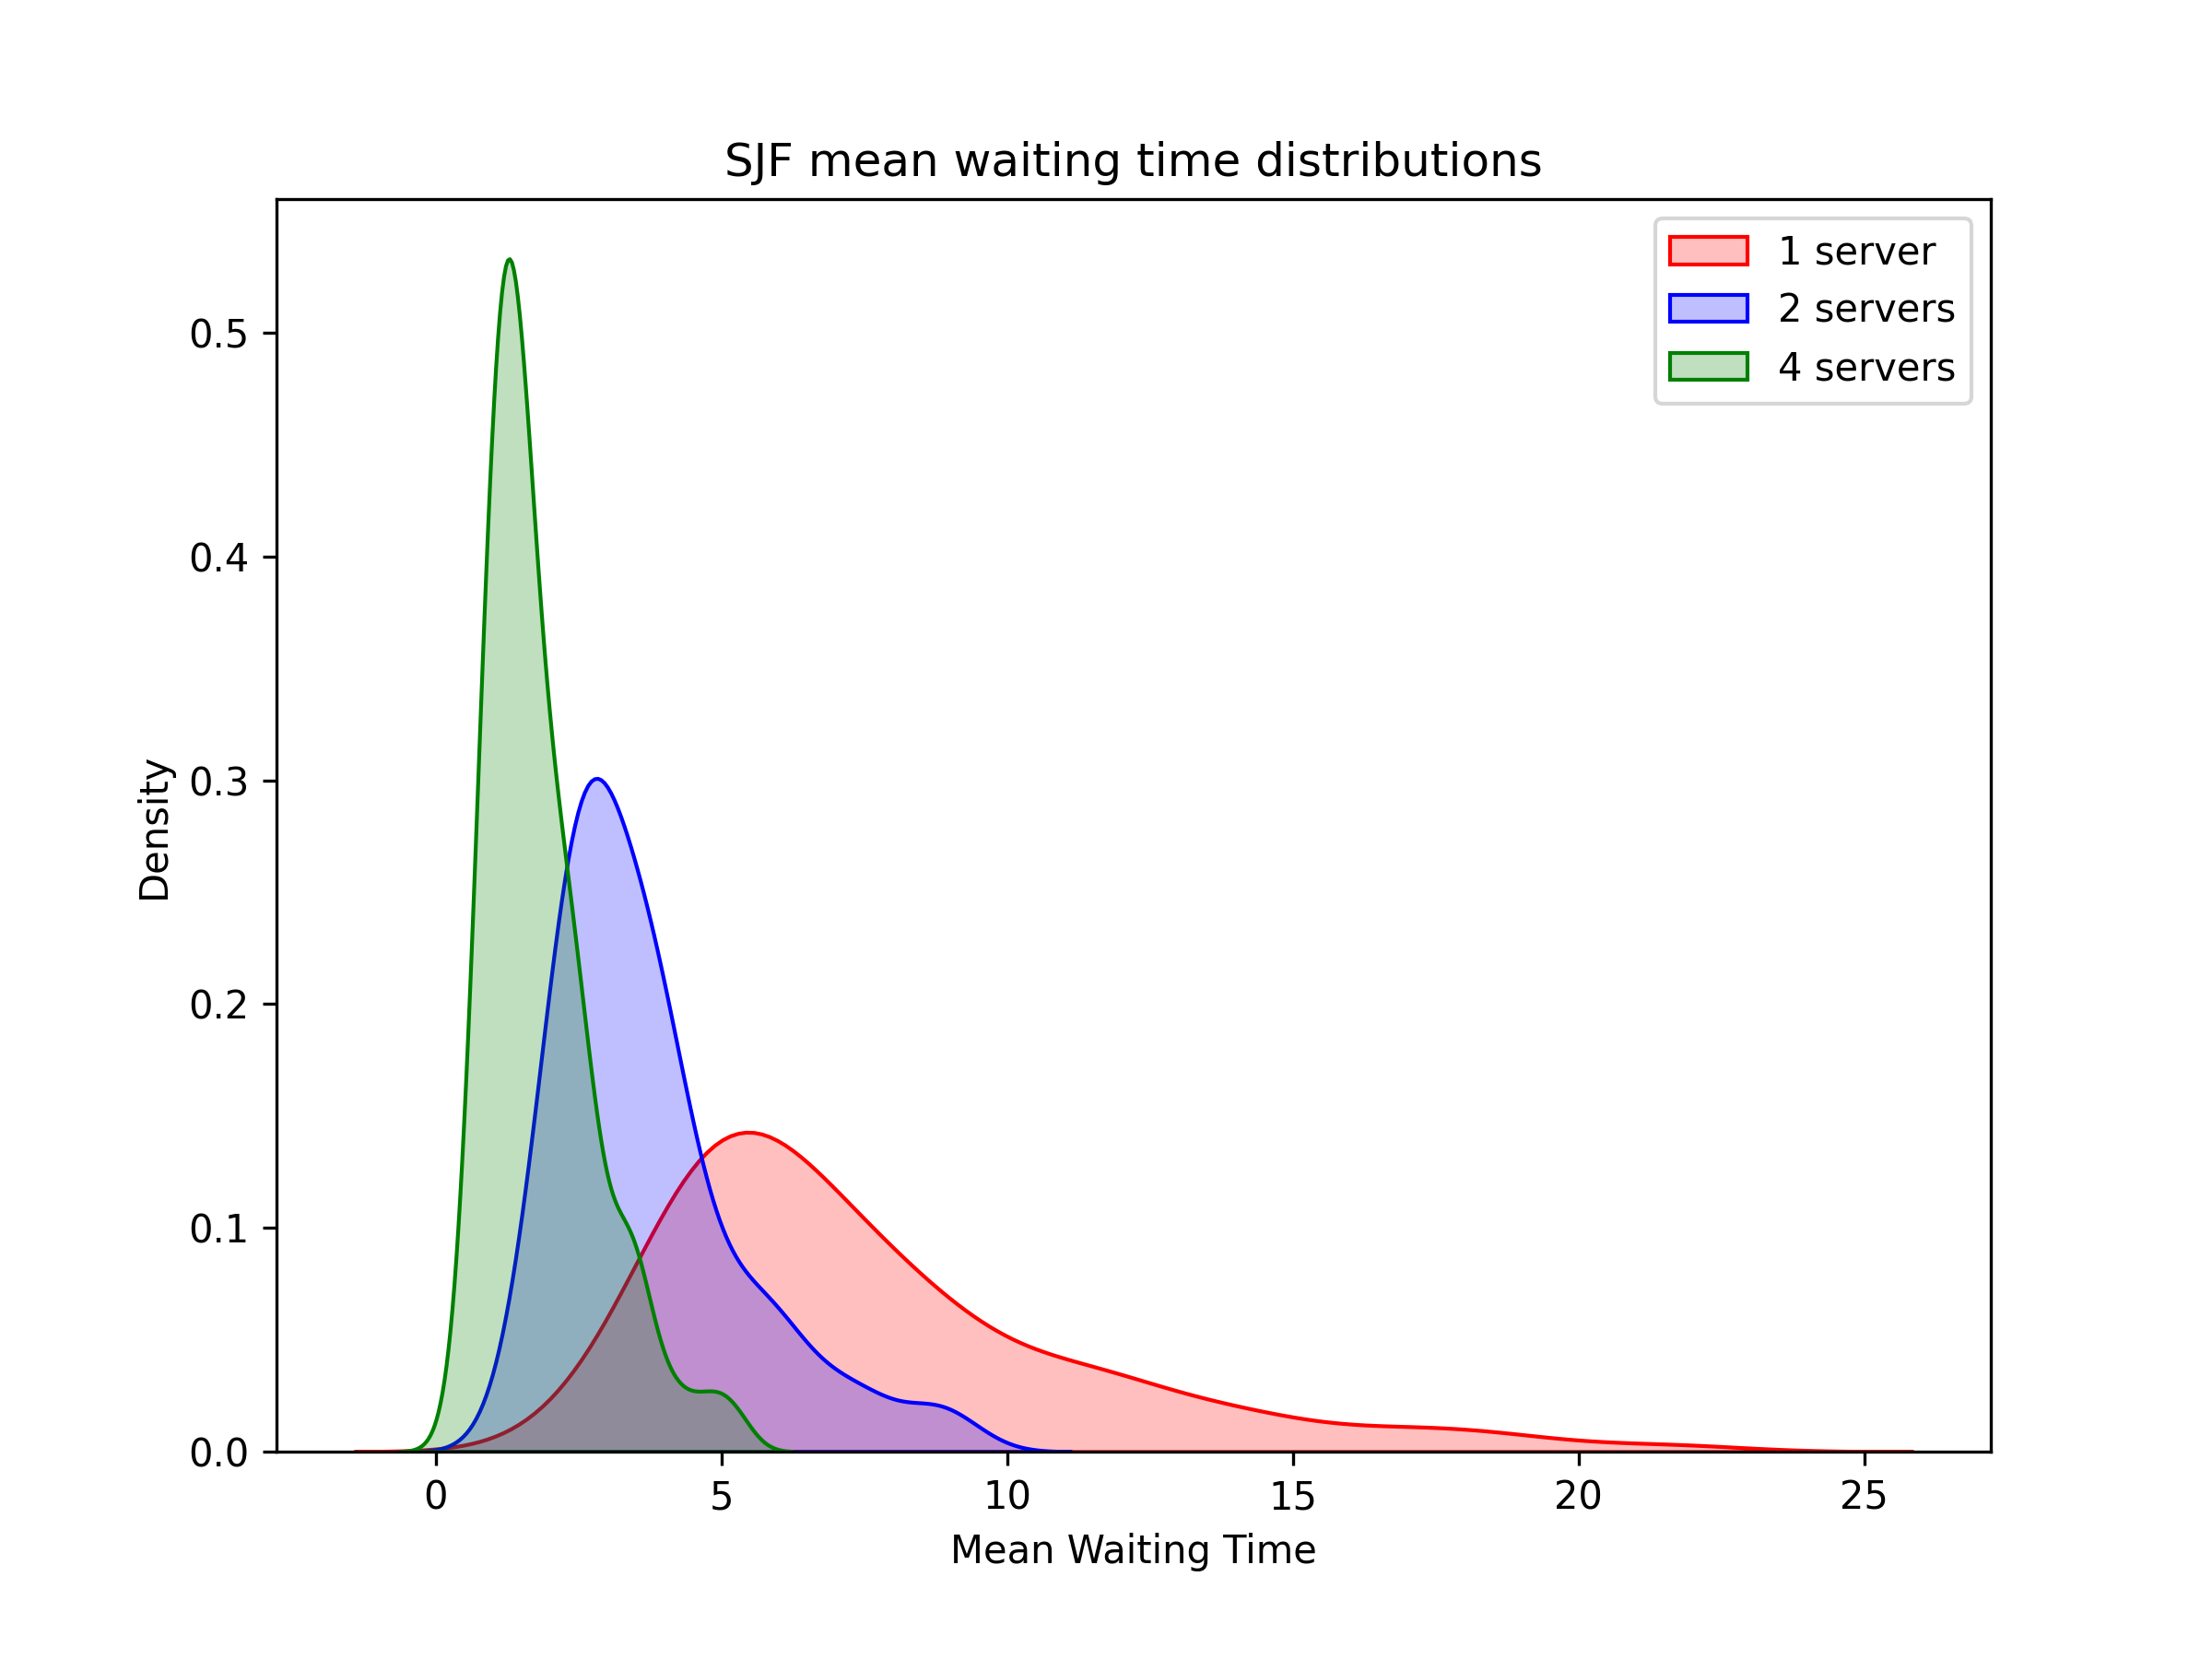 SJF mean waiting time distributions
1 server
2 servers
4 servers
0.5
0.4
0.3
0.2
0.1
0.0
Density
0 5 10 15 20 25
Mean Waiting Time